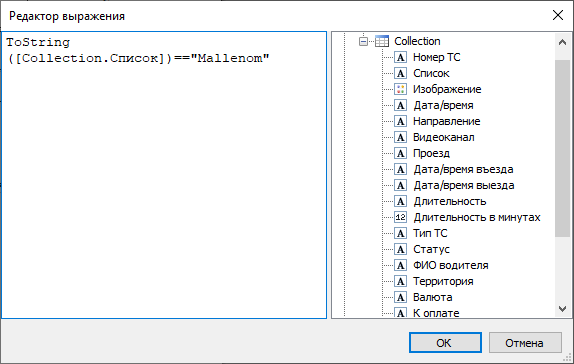 Редактор выражения
ToString
([Collection.Список])=="Mallenom"
Collection
Номер ТС
Список
Изображение
Дата/время
Направление
Видеоканал
Проезд
Дата/время въезда
Дата/время выезда
Длительность
Длительность в минутах
Тип ТС
Статус
ФИО водителя
Территория
Валюта
К оплате
ОК
Отмена